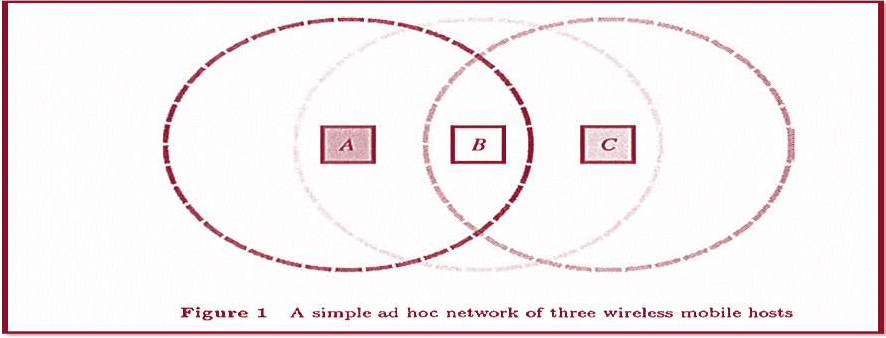 A B C
Figure 1 A simple ad hoc network of three wireless mobile hosts